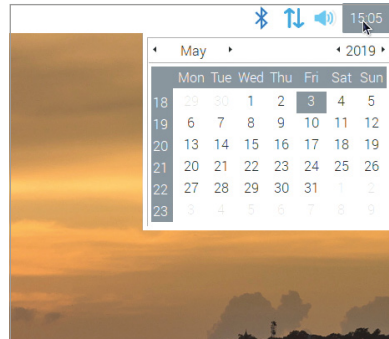 15:05
May 2019
Mon Tue Wed Thu Fri Sat Sun
18 29 30 1 2 3 4 5
19 6 7 8 9 10 11 12
20 13 14 15 16 17 18 19
21 20 21 22 23 24 25 26
22 27 28 29 30 31 1 2
23 3 4 5 6 7 8 9